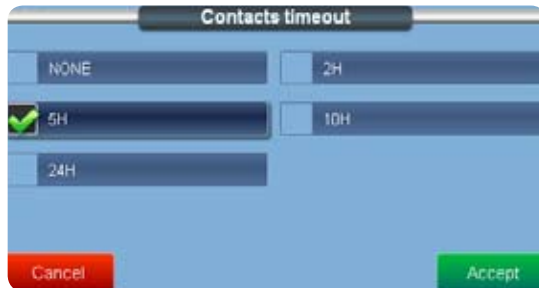 Contacts timeout
NONE
2H
5H
10H
24H
Cancel
Accept